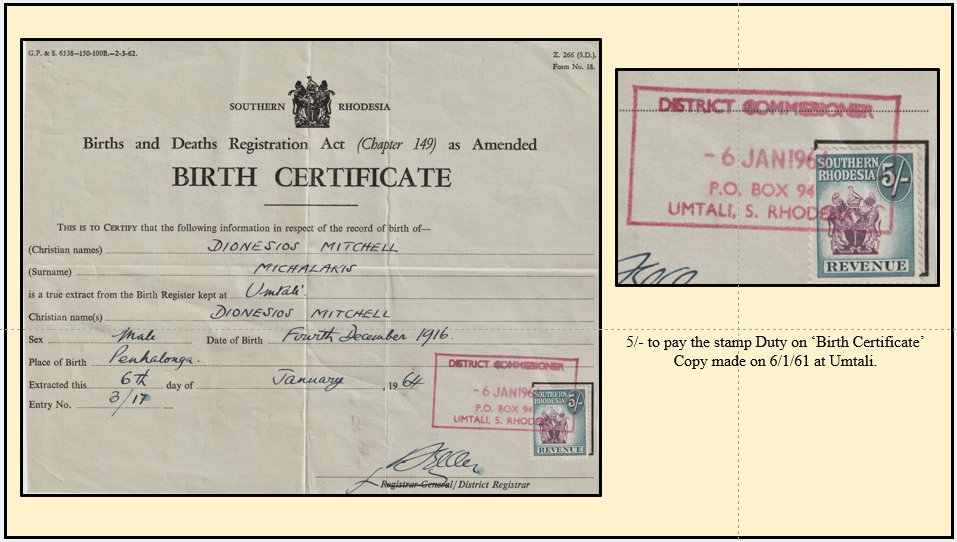 G.P. & S. 6538—150-100B.—2-3-62.
Z. 266 (S.D.).
Form No. 18.
SOUTHERN RHODESIA
Births and Deaths Registration Act (Chapter 149) as Amended
BIRTH CERTIFICATE
THIS IS TO CERTIFY that the following information in respect of the record of birth of—
(Christian names) DIONESIOS MITCHELL
(Surname) MICHALAKIS
is a true extract from the Birth Register kept at Umtali.
Christian name(s) DIONESIOS MITCHELL
Sex Male Date of Birth Fourth December 1916.
Place of Birth Penhalonga.
Extracted this 6th day of January, 1964
Entry No. 3/17
DISTRICT COMMISSIONER
- 6 JAN 196
P.O. BOX 94
UMTALI, S. RHODE
SOUTHERN
RHODESIA 5/-
REVENUE
Registrar-General/District Registrar
DISTRICT COMMISSIONER
- 6 JAN 196
P.O. BOX 94
UMTALI, S. RHODE
SOUTHERN
RHODESIA 5/-
REVENUE
5/- to pay the stamp Duty on ‘Birth Certificate’
Copy made on 6/1/61 at Umtali.